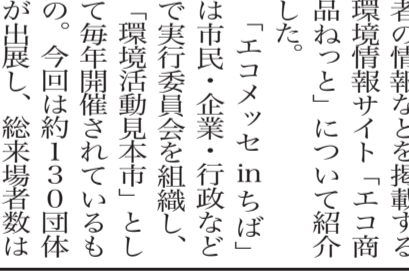 者の情報などを掲載する
環境情報サイト「エコ商
品ねっと」について紹介
した。
「エコメッセ inちば」
は市民・企業・行政など
で実行委員会を組織し、
「環境活動見本市」とし
て毎年開催されているも
の。今回は約１３０団体
が出展し、総来場者数は